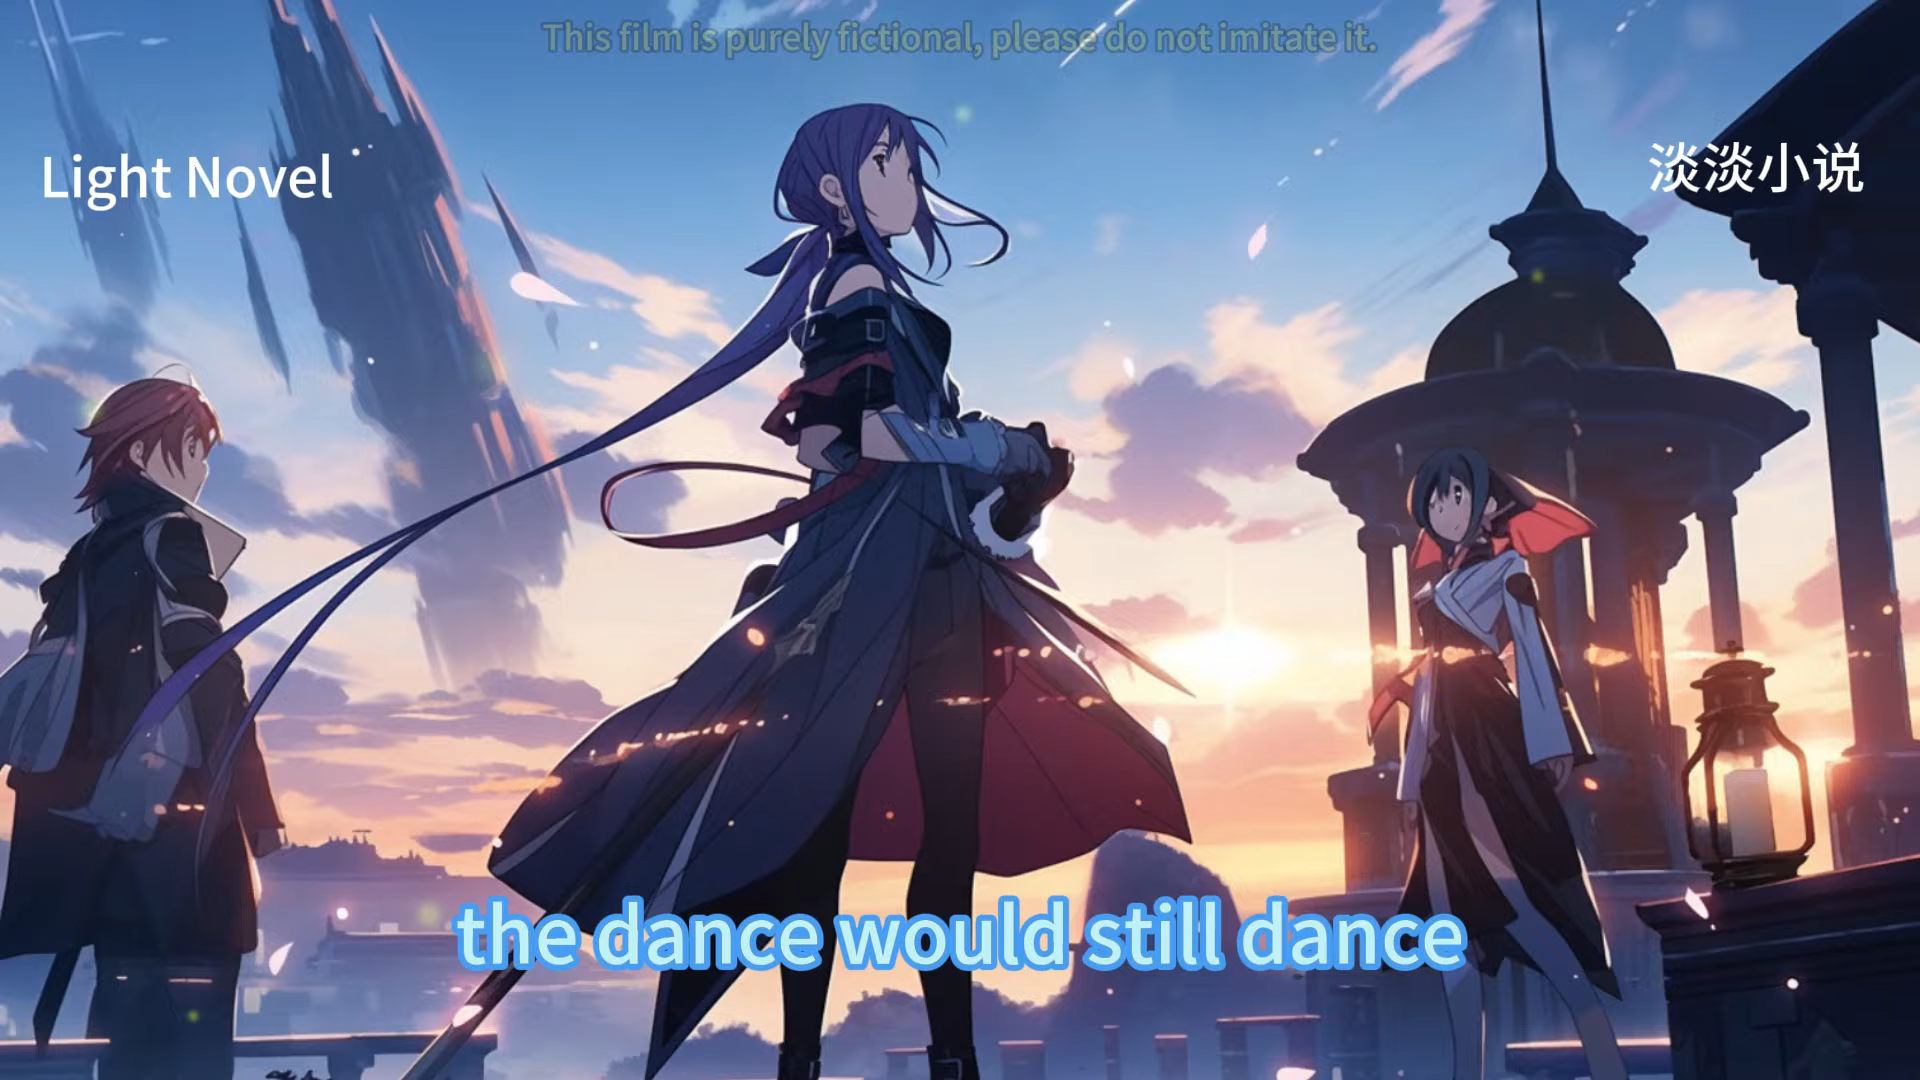 This film is purely fictional, please do not imitate it.
Light Novel
淡淡小说
the dance would still dance